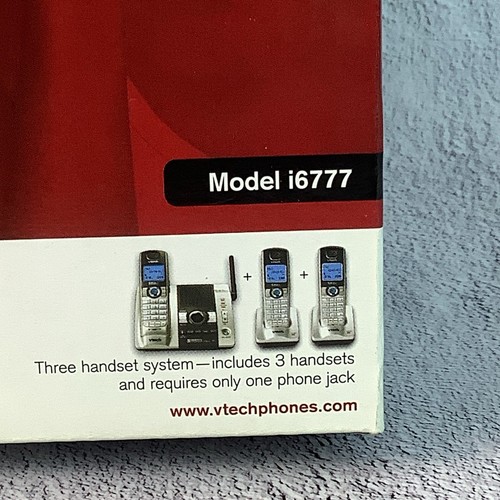 Model i6777
+ +
Three handset system—includes 3 handsets
and requires only one phone jack
www.vtechphones.com